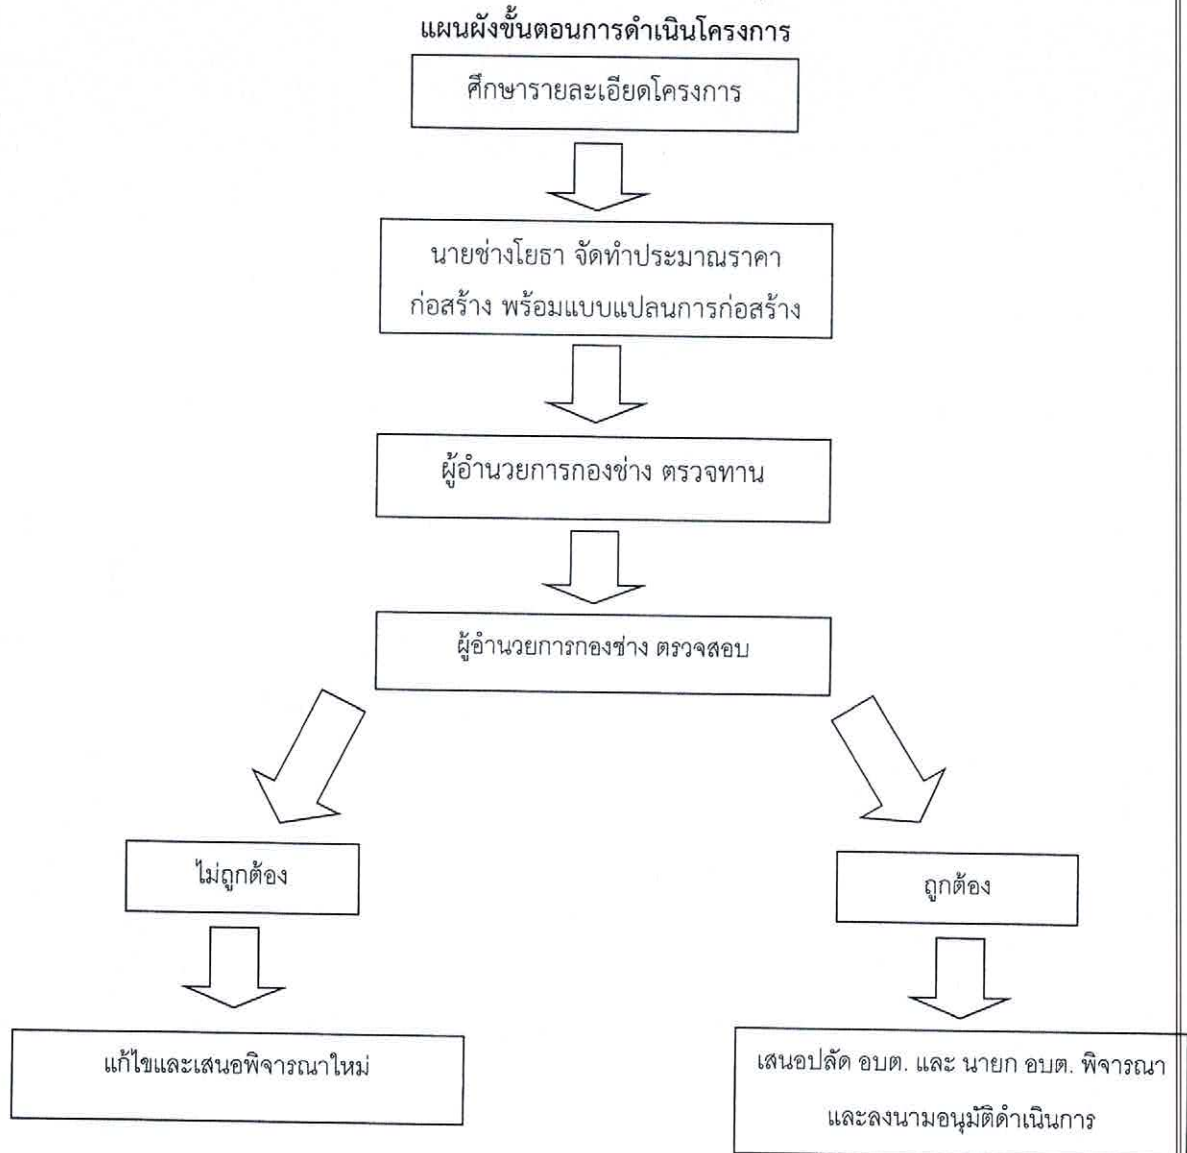 แผนผังขั้นตอนการดำเนินโครงการ
ศึกษารายละเอียดโครงการ
นายช่างโยธา จัดทำประมาณราคา
ก่อสร้าง พร้อมแบบแปลนการก่อสร้าง
ผู้อำนวยการกองช่าง ตรวจทาน
ผู้อำนวยการกองช่าง ตรวจสอบ
ไม่ถูกต้อง
ถูกต้อง
แก้ไขและเสนอพิจารณาใหม่
เสนอปลัด อบต. และ นายก อบต. พิจารณา
และลงนามอนุมัติดำเนินการ